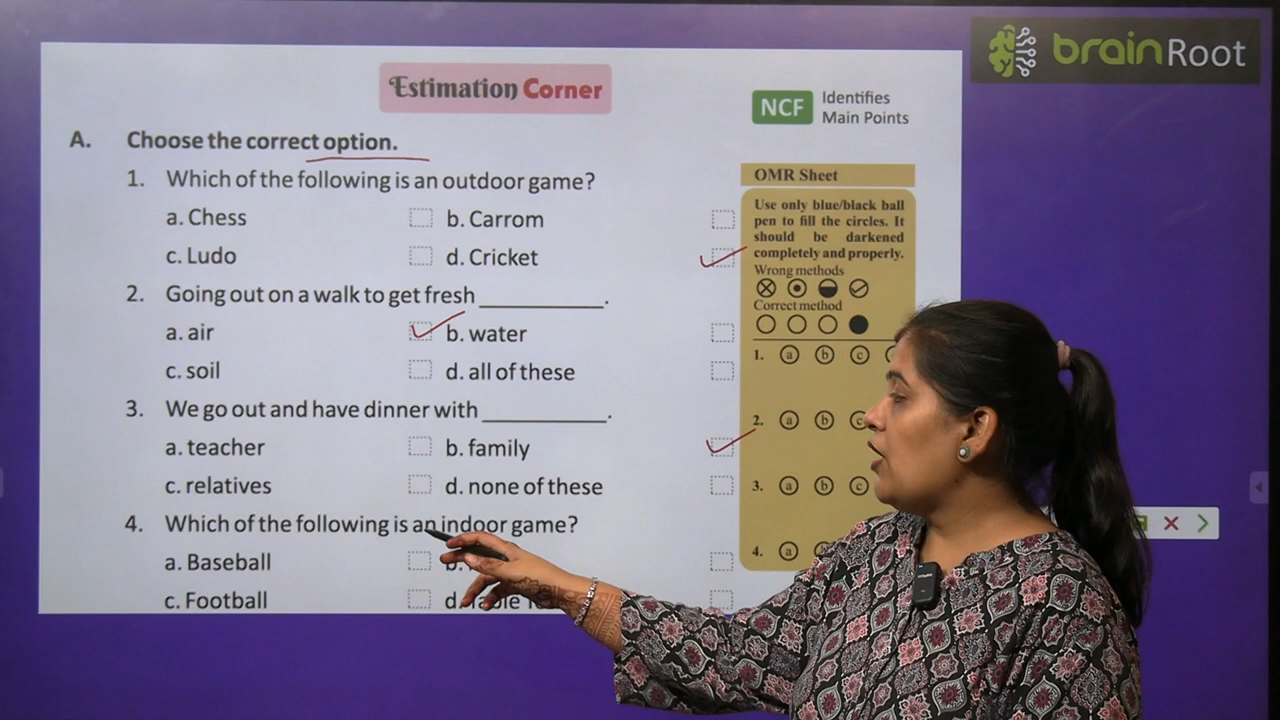 brainRoot
Estimation Corner
NCF Identifies
Main Points
A. Choose the correct option.
1. Which of the following is an outdoor game?
a. Chess b. Carrom
c. Ludo d. Cricket
2. Going out on a walk to get fresh ____________.
a. air b. water
c. soil d. all of these
3. We go out and have dinner with ____________.
a. teacher b. family
c. relatives d. none of these
4. Which of the following is an indoor game?
a. Baseball b.
c. Football d.
OMR Sheet
Use only blue/black ball
pen to fill the circles. It
should be darkened
completely and properly.
Wrong methods
Correct method
1. a b c
2. a b c
3. a b c
4. a